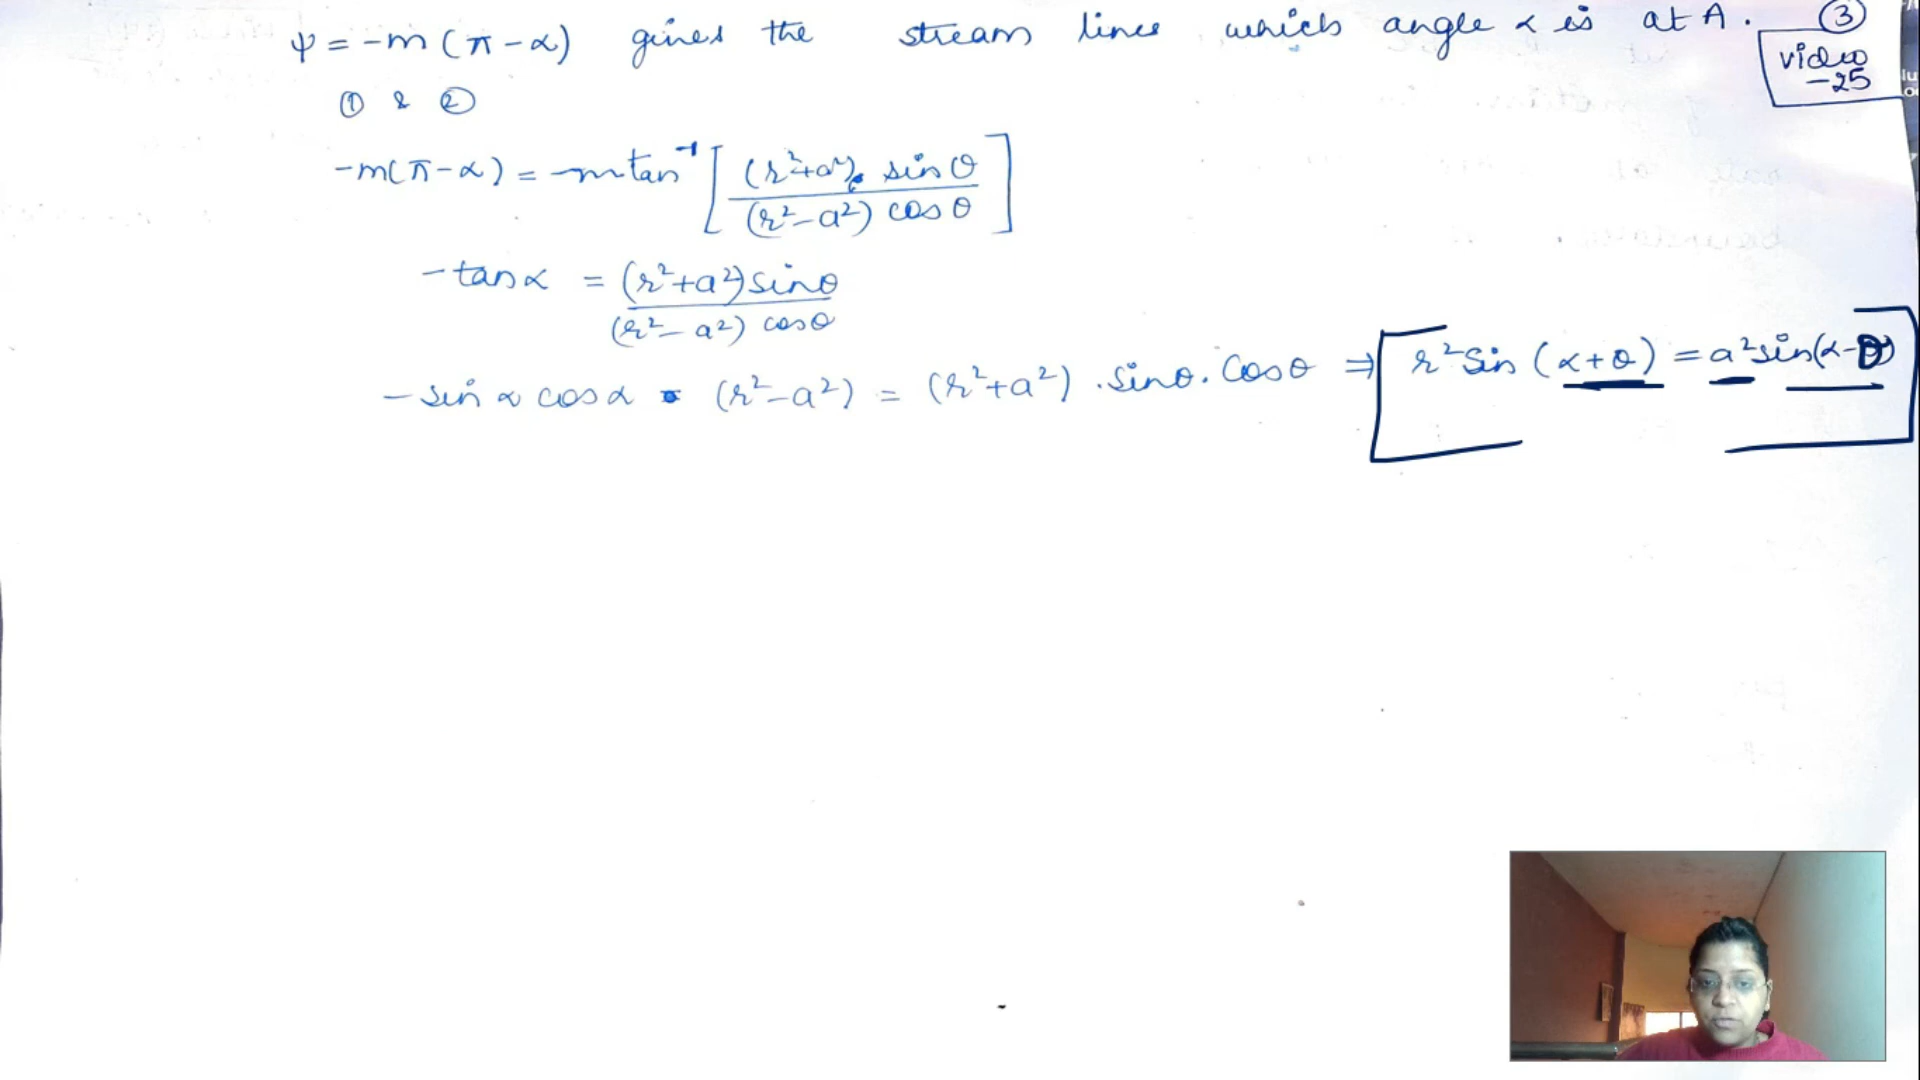 ψ = -m (π - α) gives the stream lines which angle α is at A. ③
video -25
① & ②
-m(π - α) = -m tan⁻¹ [ (r²+a²). sin θ / (r² - a²) cos θ ]
-tan α = (r²+a²) sin θ / (r² - a²) cos θ
-sin α cos α (r² - a²) = (r²+a²) . sin θ . cos θ ⇒ r² sin (α+θ) = a² sin(α-θ)